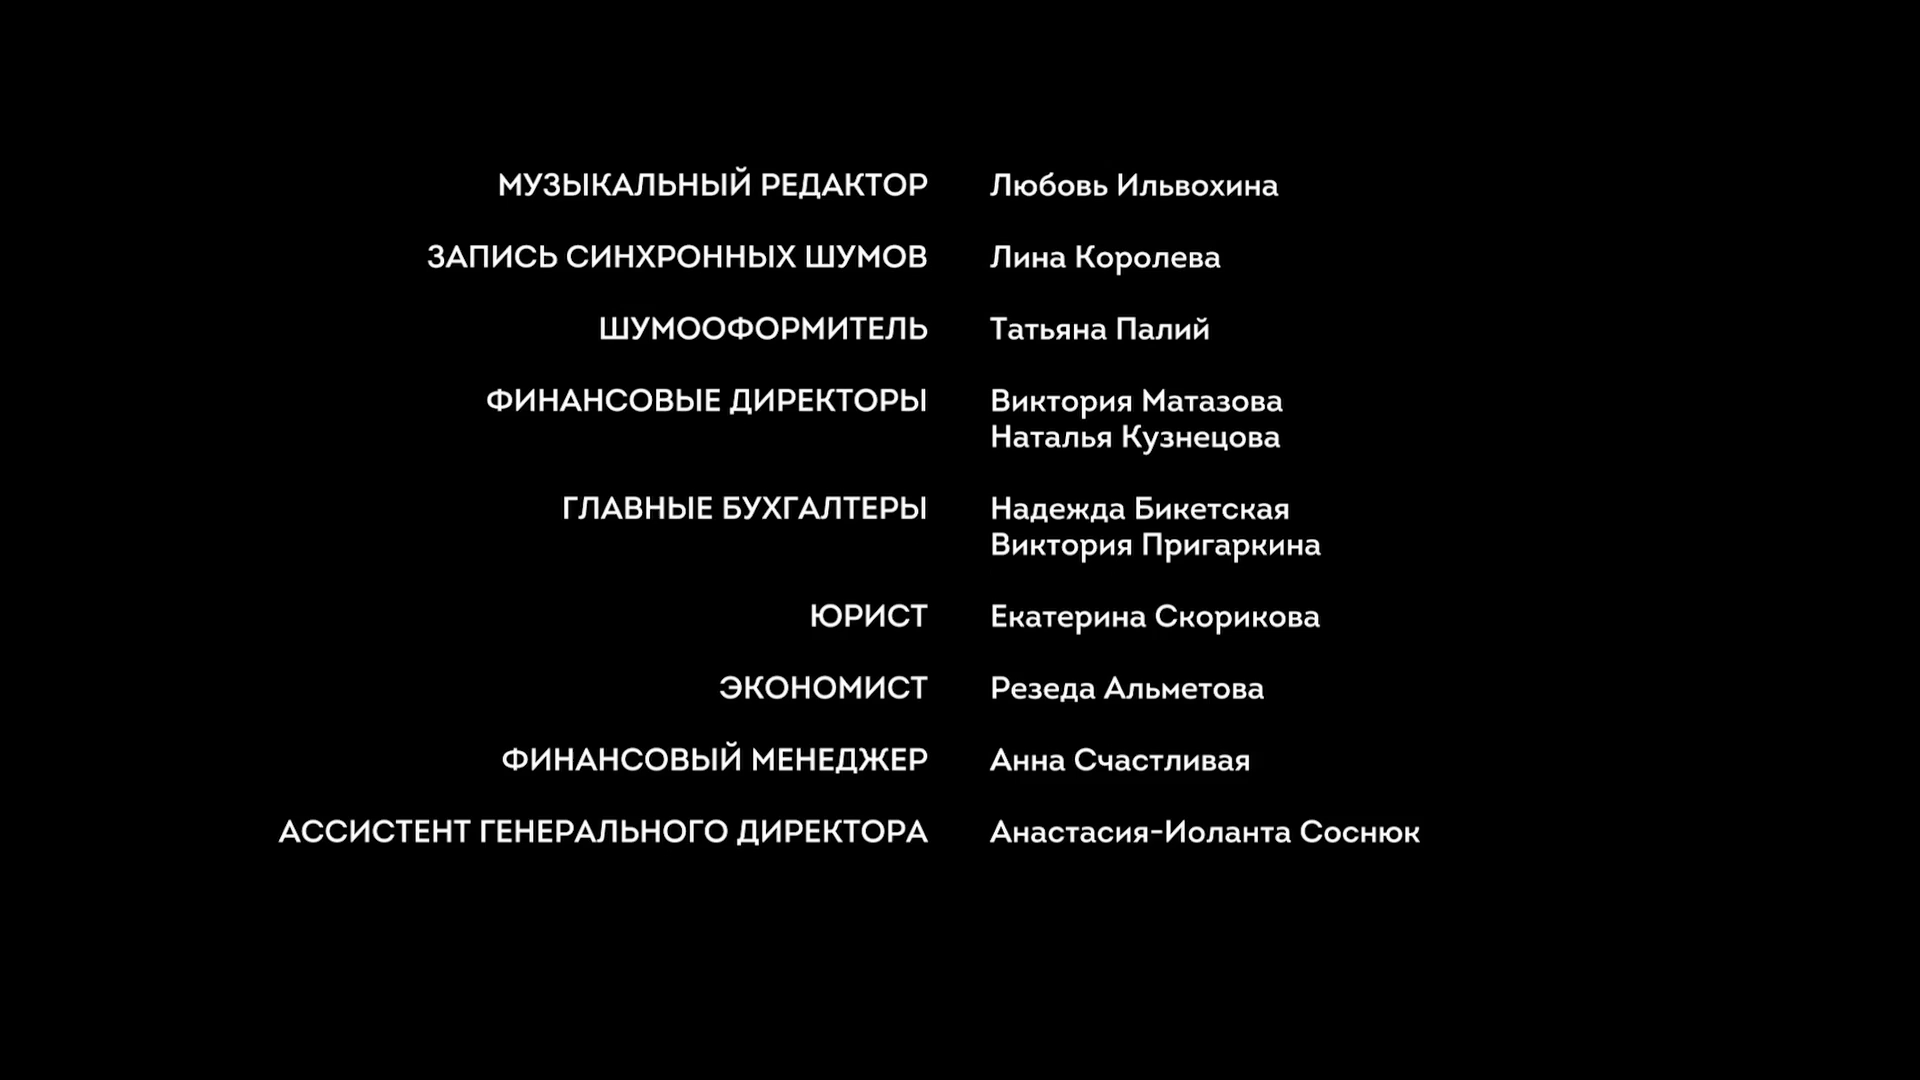 МУЗЫКАЛЬНЫЙ РЕДАКТОР Любовь Ильвохина
ЗАПИСЬ СИНХРОННЫХ ШУМОВ Лина Королева
ШУМООФОРМИТЕЛЬ Татьяна Палий
ФИНАНСОВЫЕ ДИРЕКТОРЫ Виктория Матазова
Наталья Кузнецова
ГЛАВНЫЕ БУХГАЛТЕРЫ Надежда Бикетская
Виктория Пригаркина
ЮРИСТ Екатерина Скорикова
ЭКОНОМИСТ Резеда Альметова
ФИНАНСОВЫЙ МЕНЕДЖЕР Анна Счастливая
АССИСТЕНТ ГЕНЕРАЛЬНОГО ДИРЕКТОРА Анастасия-Иоланта Соснюк